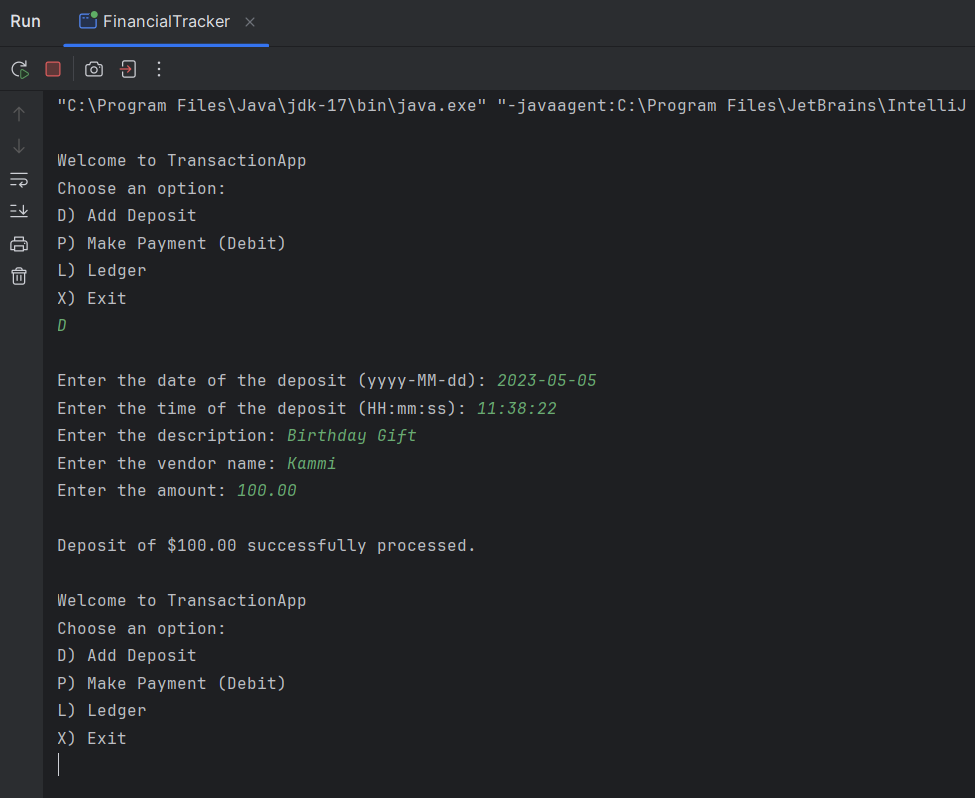 Run FinancialTracker
"C:\Program Files\Java\jdk-17\bin\java.exe" "-javaagent:C:\Program Files\JetBrains\IntelliJ
Welcome to TransactionApp
Choose an option:
D) Add Deposit
P) Make Payment (Debit)
L) Ledger
X) Exit
D
Enter the date of the deposit (yyyy-MM-dd): 2023-05-05
Enter the time of the deposit (HH:mm:ss): 11:38:22
Enter the description: Birthday Gift
Enter the vendor name: Kammi
Enter the amount: 100.00
Deposit of $100.00 successfully processed.
Welcome to TransactionApp
Choose an option:
D) Add Deposit
P) Make Payment (Debit)
L) Ledger
X) Exit